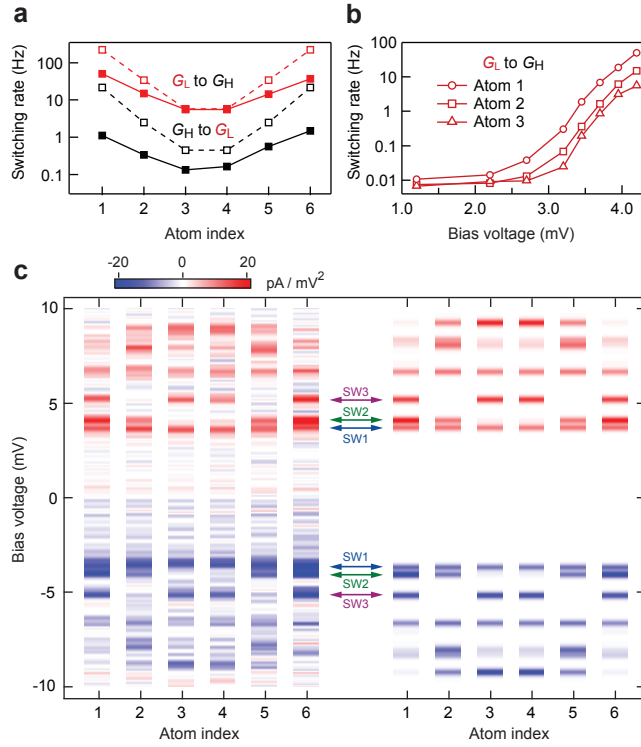 a
Switching rate (Hz)
100
10
1
0.1
G_L to G_H
G_H to G_L
1 2 3 4 5 6
Atom index
b
Switching rate (Hz)
100
10
1
0.1
0.01
G_L to G_H
Atom 1
Atom 2
Atom 3
1.0 2.0 3.0 4.0
Bias voltage (mV)
c
-20 0 20
pA / mV²
Bias voltage (mV)
10
5
0
-5
-10
SW3
SW2
SW1
SW1
SW2
SW3
1 2 3 4 5 6
Atom index
1 2 3 4 5 6
Atom index